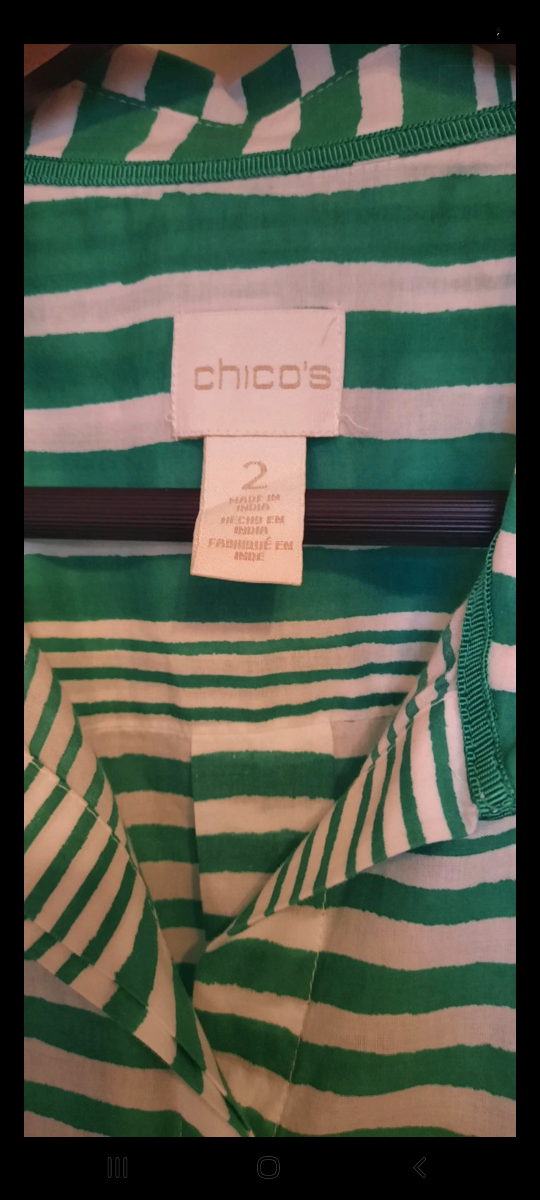 chico's
2
MADE IN
INDIA
HECHO EN
INDIA
FABRIQUÉ EN
INDE